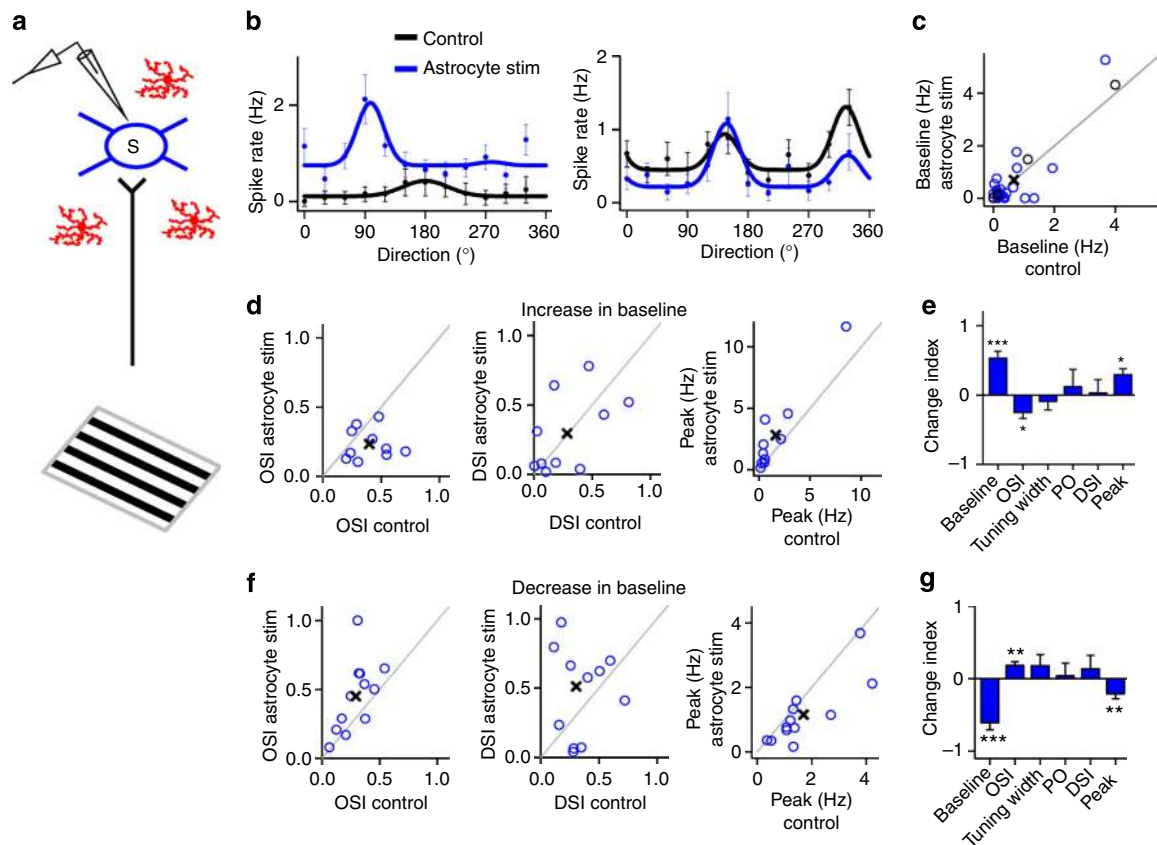 a
S
b
Control
Astrocyte stim
Spike rate (Hz)
2
0
0 90 180 270 360
Direction (°)
Spike rate (Hz)
2
1
0
0 90 180 270 360
Direction (°)
c
Baseline (Hz)
astrocyte stim
4
2
0
0 2 4
Baseline (Hz)
control
d
Increase in baseline
OSI astrocyte stim
1.0
0.5
0.0
0.0 0.5 1.0
OSI control
DSI astrocyte stim
1.0
0.5
0.0
0.0 0.5 1.0
DSI control
Peak (Hz)
astrocyte stim
10
5
0
0 5 10
Peak (Hz)
control
e
Change index
1
0
−1
***
*
*
Baseline
OSI
Tuning width
PO
DSI
Peak
f
Decrease in baseline
OSI astrocyte stim
1.0
0.5
0.0
0.0 0.5 1.0
OSI control
DSI astrocyte stim
1.0
0.5
0.0
0.0 0.5 1.0
DSI control
Peak (Hz)
astrocyte stim
4
2
0
0 2 4
Peak (Hz)
control
g
Change index
1
0
−1
***
**
**
Baseline
OSI
Tuning width
PO
DSI
Peak